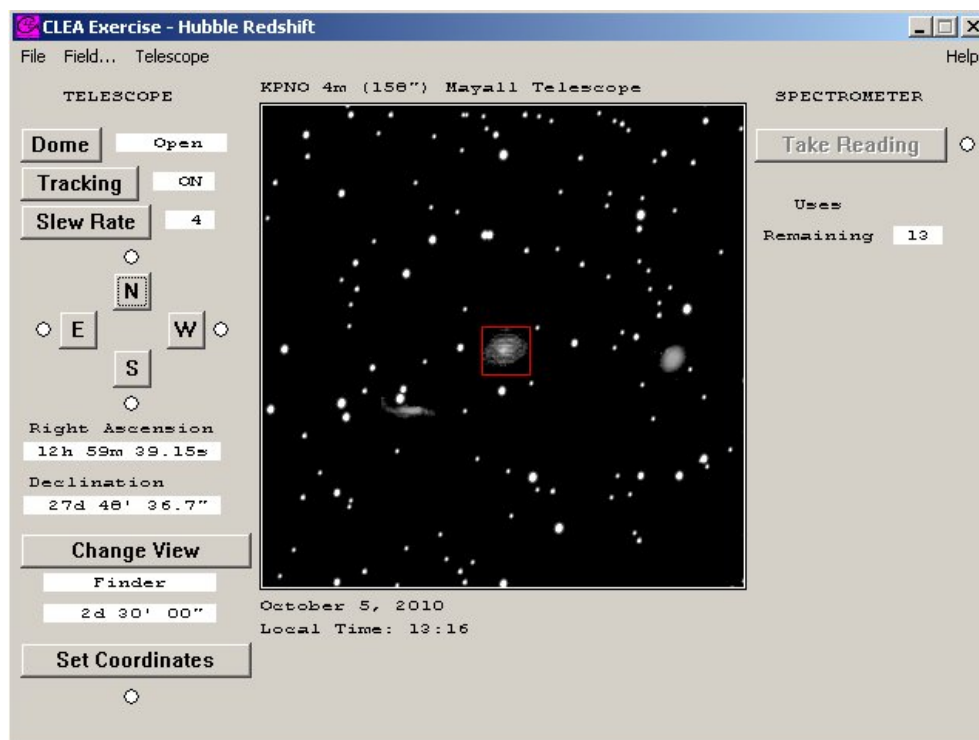 CLEA Exercise - Hubble Redshift
File Field... Telescope Help
TELESCOPE
KPNO 4m (158") Mayall Telescope
SPECTROMETER
Dome Open
Take Reading
Tracking ON
Slew Rate 4
Uses
Remaining 13
N
E W
S
Right Ascension
12h 59m 39.15s
Declination
27d 48' 36.7"
Change View
Finder
2d 30' 00"
October 5, 2010
Local Time: 13:16
Set Coordinates